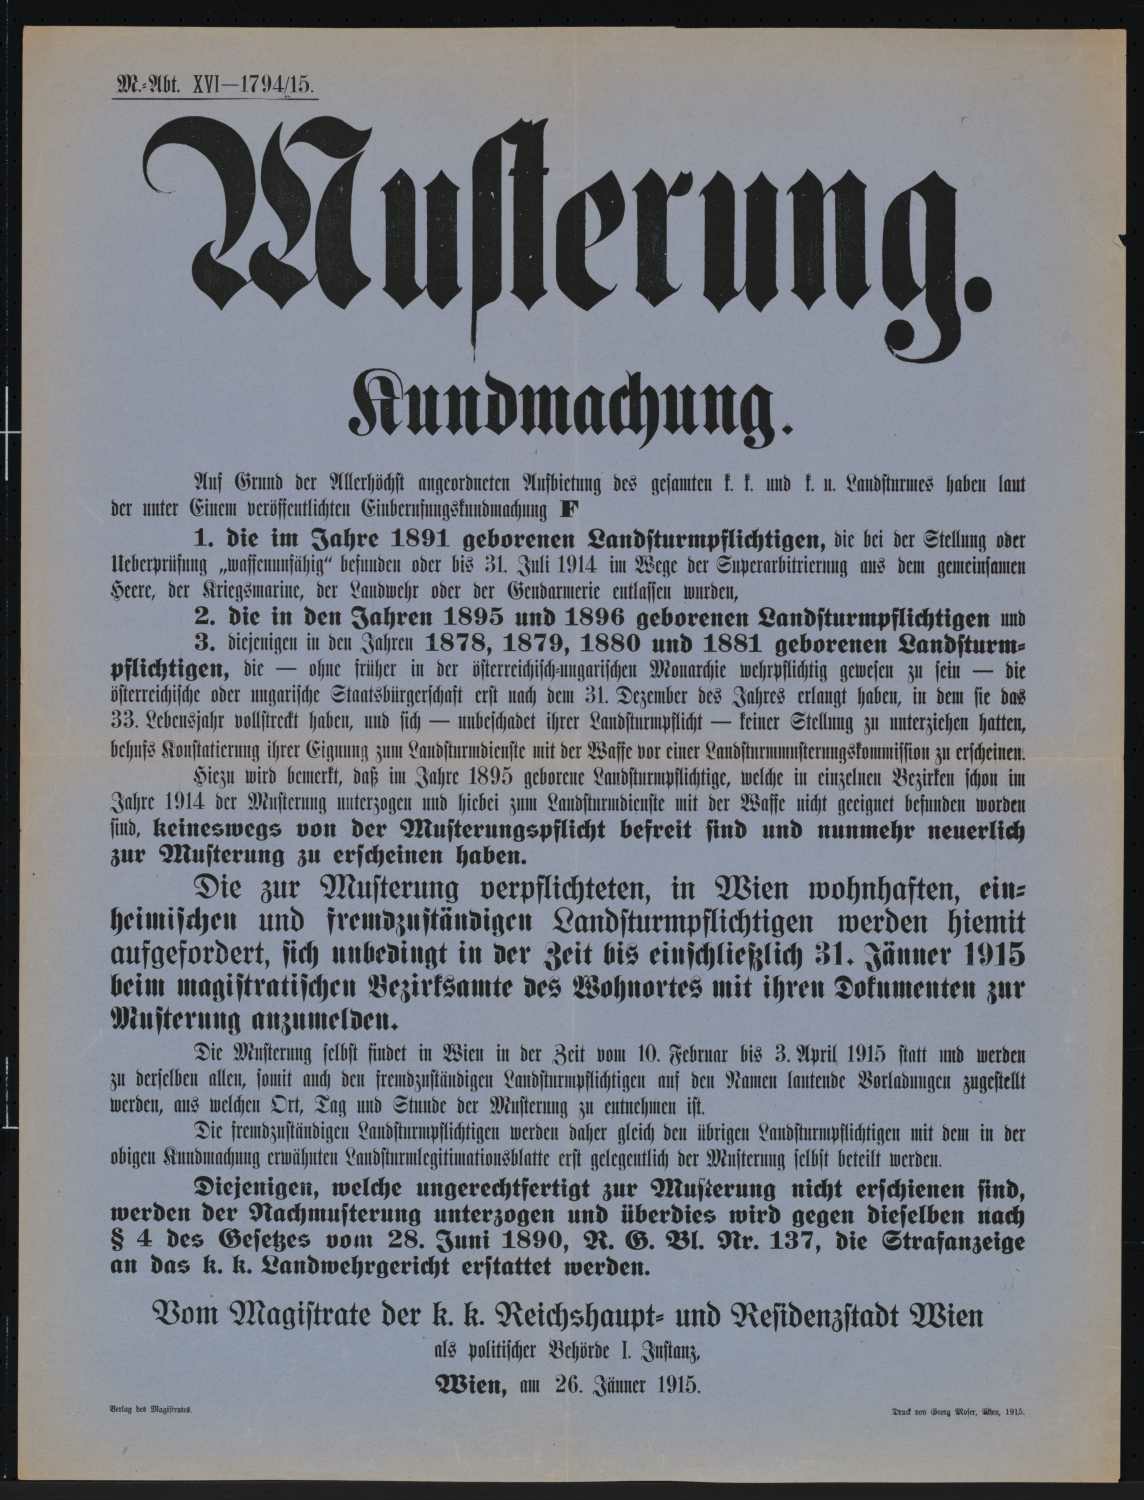 M.-Abt. XVI—1794/15.
Musterung.
Kundmachung.
Auf Grund der Allerhöchst angeordneten Aufbietung des gesamten k. k. und k. u. Landsturmes haben laut
der unter Einem veröffentlichten Einberufungskundmachung F
1. die im Jahre 1891 geborenen Landsturmpflichtigen, die bei der Stellung oder
Ueberprüfung „waffenunfähig“ befunden oder bis 31. Juli 1914 im Wege der Superarbitrierung aus dem gemeinsamen
Heere, der Kriegsmarine, der Landwehr oder der Gendarmerie entlassen wurden,
2. die in den Jahren 1895 und 1896 geborenen Landsturmpflichtigen und
3. diejenigen in den Jahren 1878, 1879, 1880 und 1881 geborenen Landsturm-
pflichtigen, die — ohne früher in der österreichisch-ungarischen Monarchie wehrpflichtig gewesen zu sein — die
österreichische oder ungarische Staatsbürgerschaft erst nach dem 31. Dezember des Jahres erlangt haben, in dem sie das
33. Lebensjahr vollstreckt haben, und sich — unbeschadet ihrer Landsturmpflicht — keiner Stellung zu unterziehen hatten,
behufs Konstatierung ihrer Eignung zum Landsturmdienste mit der Waffe vor einer Landsturmmusterungskommission zu erscheinen.
Hiezu wird bemerkt, daß im Jahre 1895 geborene Landsturmpflichtige, welche in einzelnen Bezirken schon im
Jahre 1914 der Musterung unterzogen und hiebei zum Landsturmdienste mit der Waffe nicht geeignet befunden worden
sind, keineswegs von der Musterungspflicht befreit sind und nunmehr neuerlich
zur Musterung zu erscheinen haben.
Die zur Musterung verpflichteten, in Wien wohnhaften, ein-
heimischen und fremdzuständigen Landsturmpflichtigen werden hiemit
aufgefordert, sich unbedingt in der Zeit bis einschließlich 31. Jänner 1915
beim magistratischen Bezirksamte des Wohnortes mit ihren Dokumenten zur
Musterung anzumelden.
Die Musterung selbst findet in Wien in der Zeit vom 10. Februar bis 3. April 1915 statt und werden
zu derselben allen, somit auch den fremdzuständigen Landsturmpflichtigen auf den Namen lautende Vorladungen zugestellt
werden, aus welchen Ort, Tag und Stunde der Musterung zu entnehmen ist.
Die fremdzuständigen Landsturmpflichtigen werden daher gleich den übrigen Landsturmpflichtigen mit dem in der
obigen Kundmachung erwähnten Landsturmlegitimationsblatte erst gelegentlich der Musterung selbst beteilt werden.
Diejenigen, welche ungerechtfertigt zur Musterung nicht erschienen sind,
werden der Nachmusterung unterzogen und überdies wird gegen dieselben nach
§ 4 des Gesetzes vom 28. Juni 1890, R. G. Bl. Nr. 137, die Strafanzeige
an das k. k. Landwehrgericht erstattet werden.
Vom Magistrate der k. k. Reichshaupt- und Residenzstadt Wien
als politischer Behörde I. Instanz,
Wien, am 26. Jänner 1915.
Verlag des Magistrates.
Druck von Georg Moser, Wien, 1915.